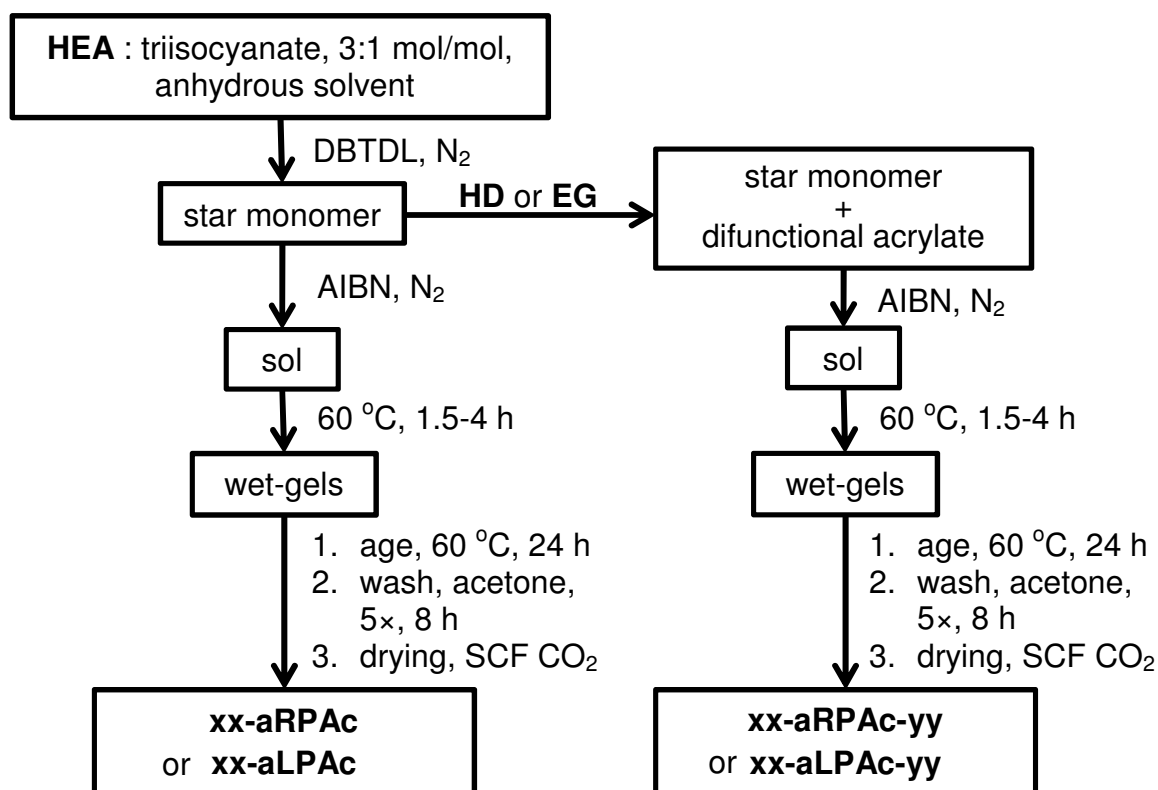 HEA : triisocyanate, 3:1 mol/mol,
anhydrous solvent
DBTDL, N₂
star monomer
HD or EG
star monomer
+
difunctional acrylate
AIBN, N₂
sol
60 °C, 1.5-4 h
wet-gels
1. age, 60 °C, 24 h
2. wash, acetone,
5×, 8 h
3. drying, SCF CO₂
xx-aRPAc
or xx-aLPAc
AIBN, N₂
sol
60 °C, 1.5-4 h
wet-gels
1. age, 60 °C, 24 h
2. wash, acetone,
5×, 8 h
3. drying, SCF CO₂
xx-aRPAc-yy
or xx-aLPAc-yy